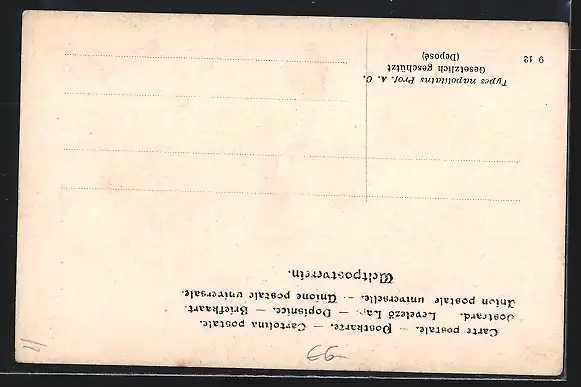 Carte postale. — Postkarte. — Cartolina postale.
Postcard. Levelező Lap. — Dopisnice. — Briefkaart.
Union postale universelle. — Unione postale universale.
Weltpostverein.
Types napolitains Prof. A. C.
Gesetzlich geschützt
(Deposé)
9 12